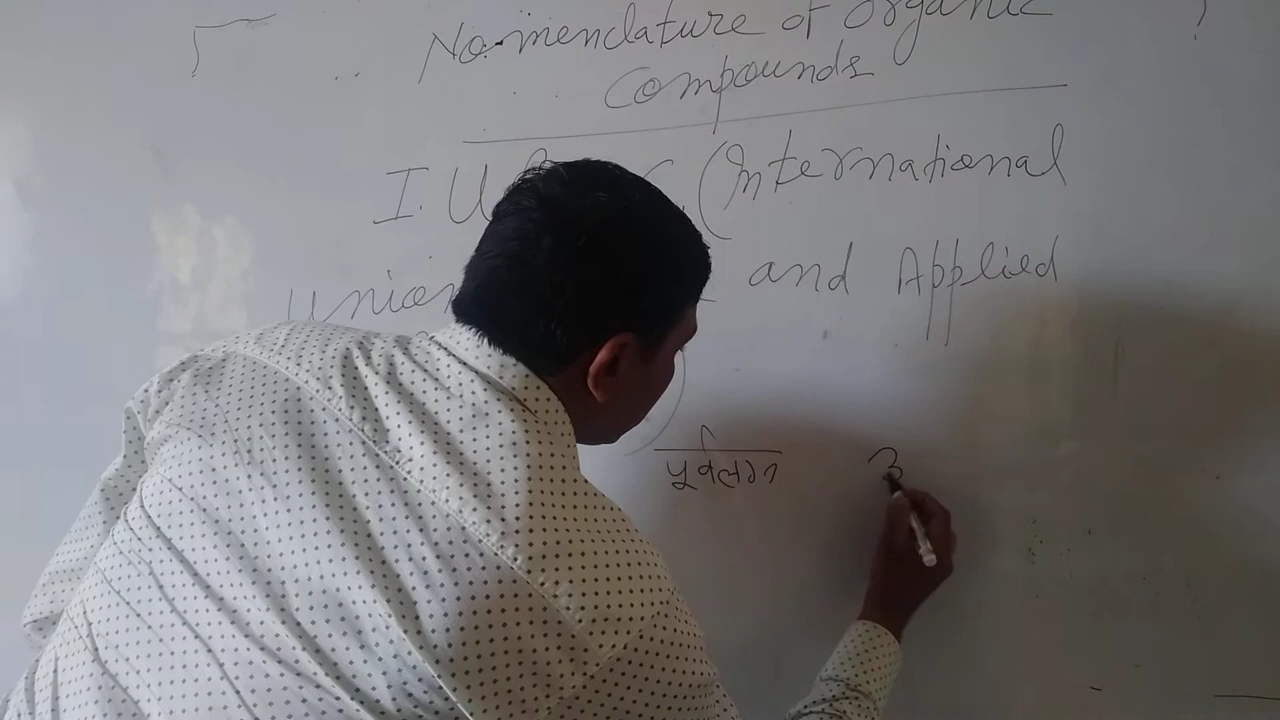 Nomenclature of Organic
Compounds
I. U (International
union and Applied
पूर्वलग्न